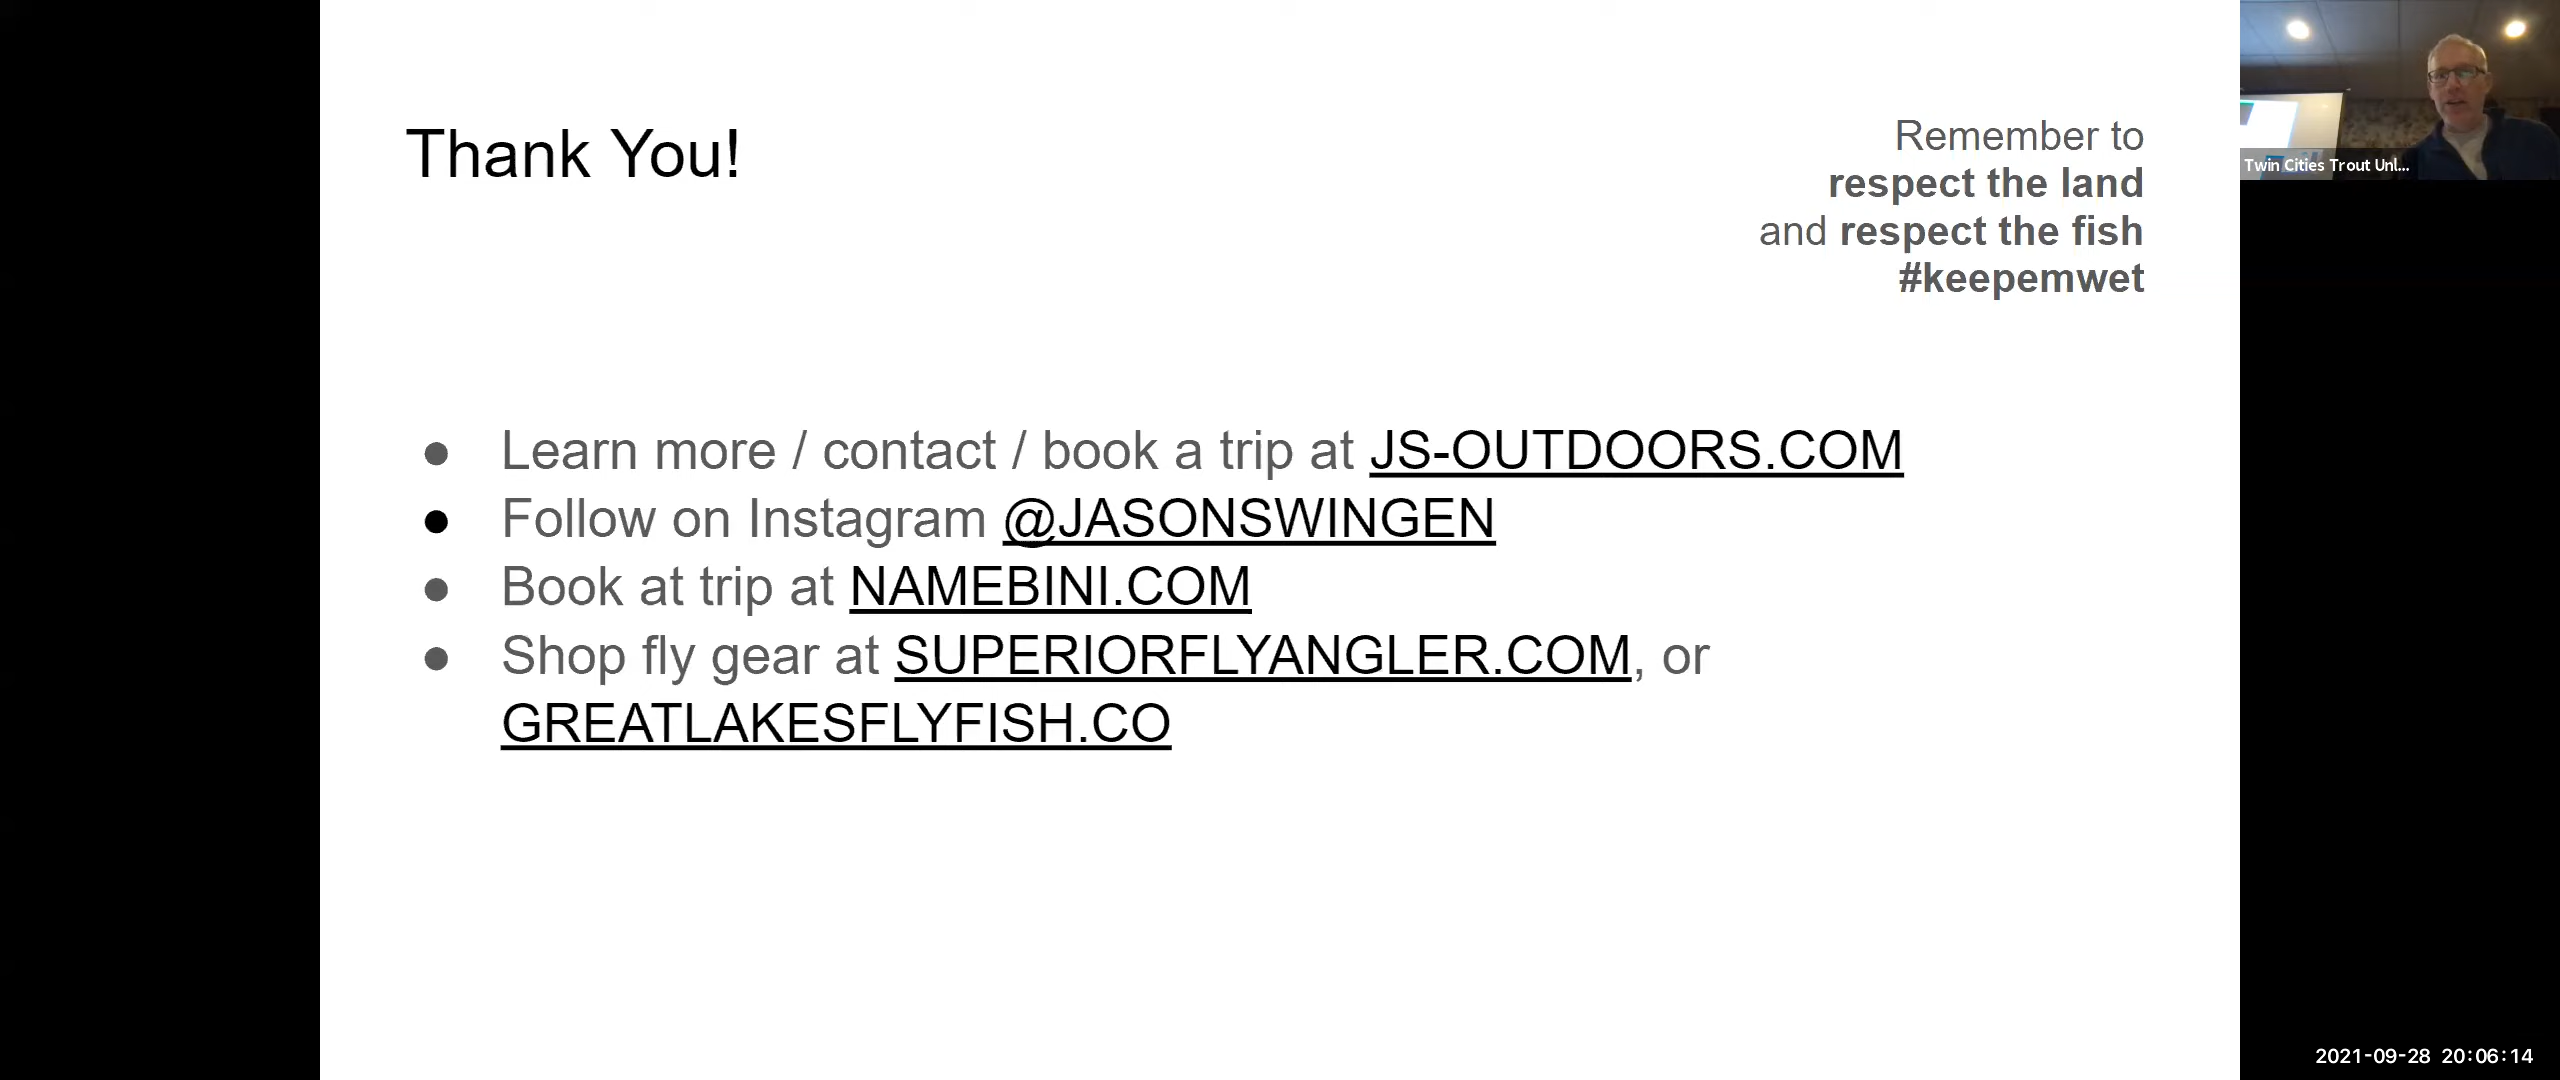 Thank You!
Remember to
respect the land
and respect the fish
#keepemwet
● Learn more / contact / book a trip at JS-OUTDOORS.COM
● Follow on Instagram @JASONSWINGEN
● Book at trip at NAMEBINI.COM
● Shop fly gear at SUPERIORFLYANGLER.COM, or
GREATLAKESFLYFISH.CO
Twin Cities Trout Unl...
2021-09-28 20:06:14